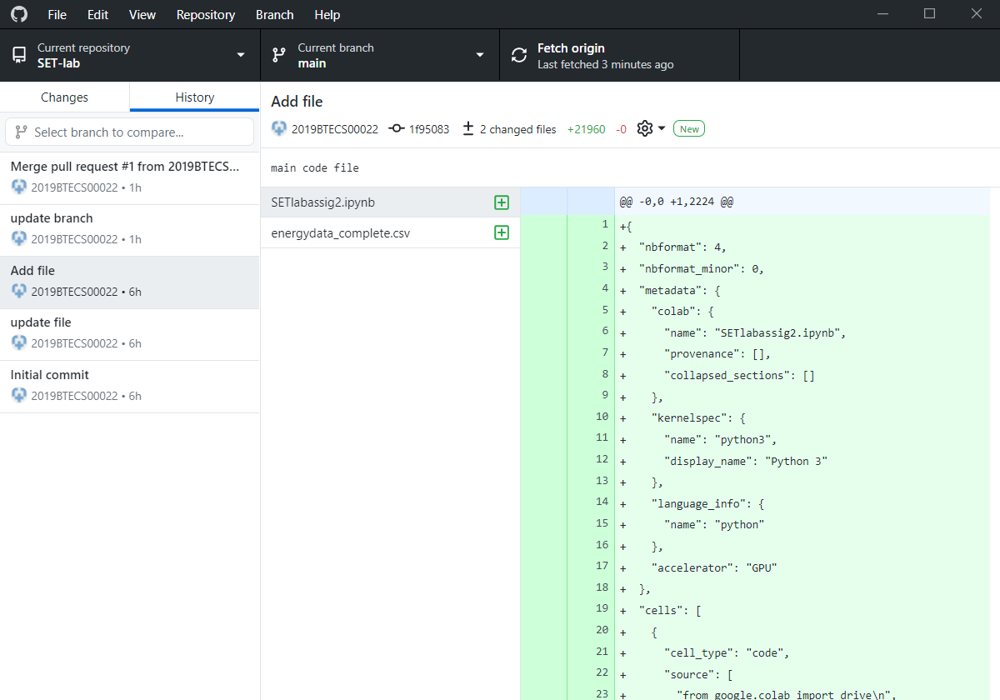 File Edit View Repository Branch Help
Current repository
SET-lab
Current branch
main
Fetch origin
Last fetched 3 minutes ago
Changes
History
Select branch to compare...
Merge pull request #1 from 2019BTECS...
2019BTECS00022 • 1h
update branch
2019BTECS00022 • 1h
Add file
2019BTECS00022 • 6h
update file
2019BTECS00022 • 6h
Initial commit
2019BTECS00022 • 6h
Add file
2019BTECS00022 1f95083 2 changed files +21960 -0 New
main code file
SETlabassig2.ipynb
energydata_complete.csv
@@ -0,0 +1,2224 @@
1 +{
2 + "nbformat": 4,
3 + "nbformat_minor": 0,
4 + "metadata": {
5 + "colab": {
6 + "name": "SETlabassig2.ipynb",
7 + "provenance": [],
8 + "collapsed_sections": []
9 + },
10 + "kernelspec": {
11 + "name": "python3",
12 + "display_name": "Python 3"
13 + },
14 + "language_info": {
15 + "name": "python"
16 + },
17 + "accelerator": "GPU"
18 + },
19 + "cells": [
20 + {
21 + "cell_type": "code",
22 + "source": [
23 + "from google.colab import drive\n",